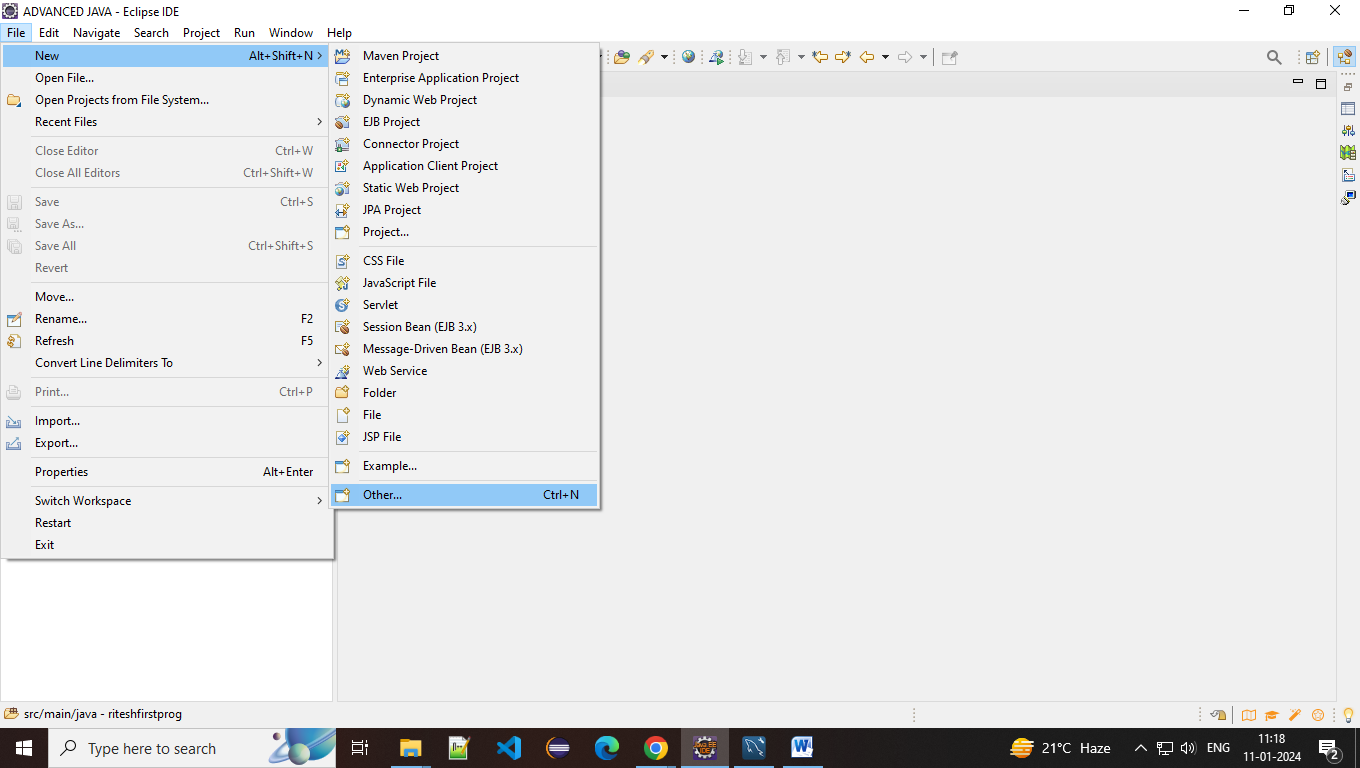 ADVANCED JAVA - Eclipse IDE
File Edit Navigate Search Project Run Window Help
New Alt+Shift+N
Open File...
Open Projects from File System...
Recent Files
Close Editor Ctrl+W
Close All Editors Ctrl+Shift+W
Save Ctrl+S
Save As...
Save All Ctrl+Shift+S
Revert
Move...
Rename... F2
Refresh F5
Convert Line Delimiters To
Print... Ctrl+P
Import...
Export...
Properties Alt+Enter
Switch Workspace
Restart
Exit
Maven Project
Enterprise Application Project
Dynamic Web Project
EJB Project
Connector Project
Application Client Project
Static Web Project
JPA Project
Project...
CSS File
JavaScript File
Servlet
Session Bean (EJB 3.x)
Message-Driven Bean (EJB 3.x)
Web Service
Folder
File
JSP File
Example...
Other... Ctrl+N
src/main/java - riteshfirstprog
Type here to search
21°C Haze
ENG
11:18
11-01-2024
2